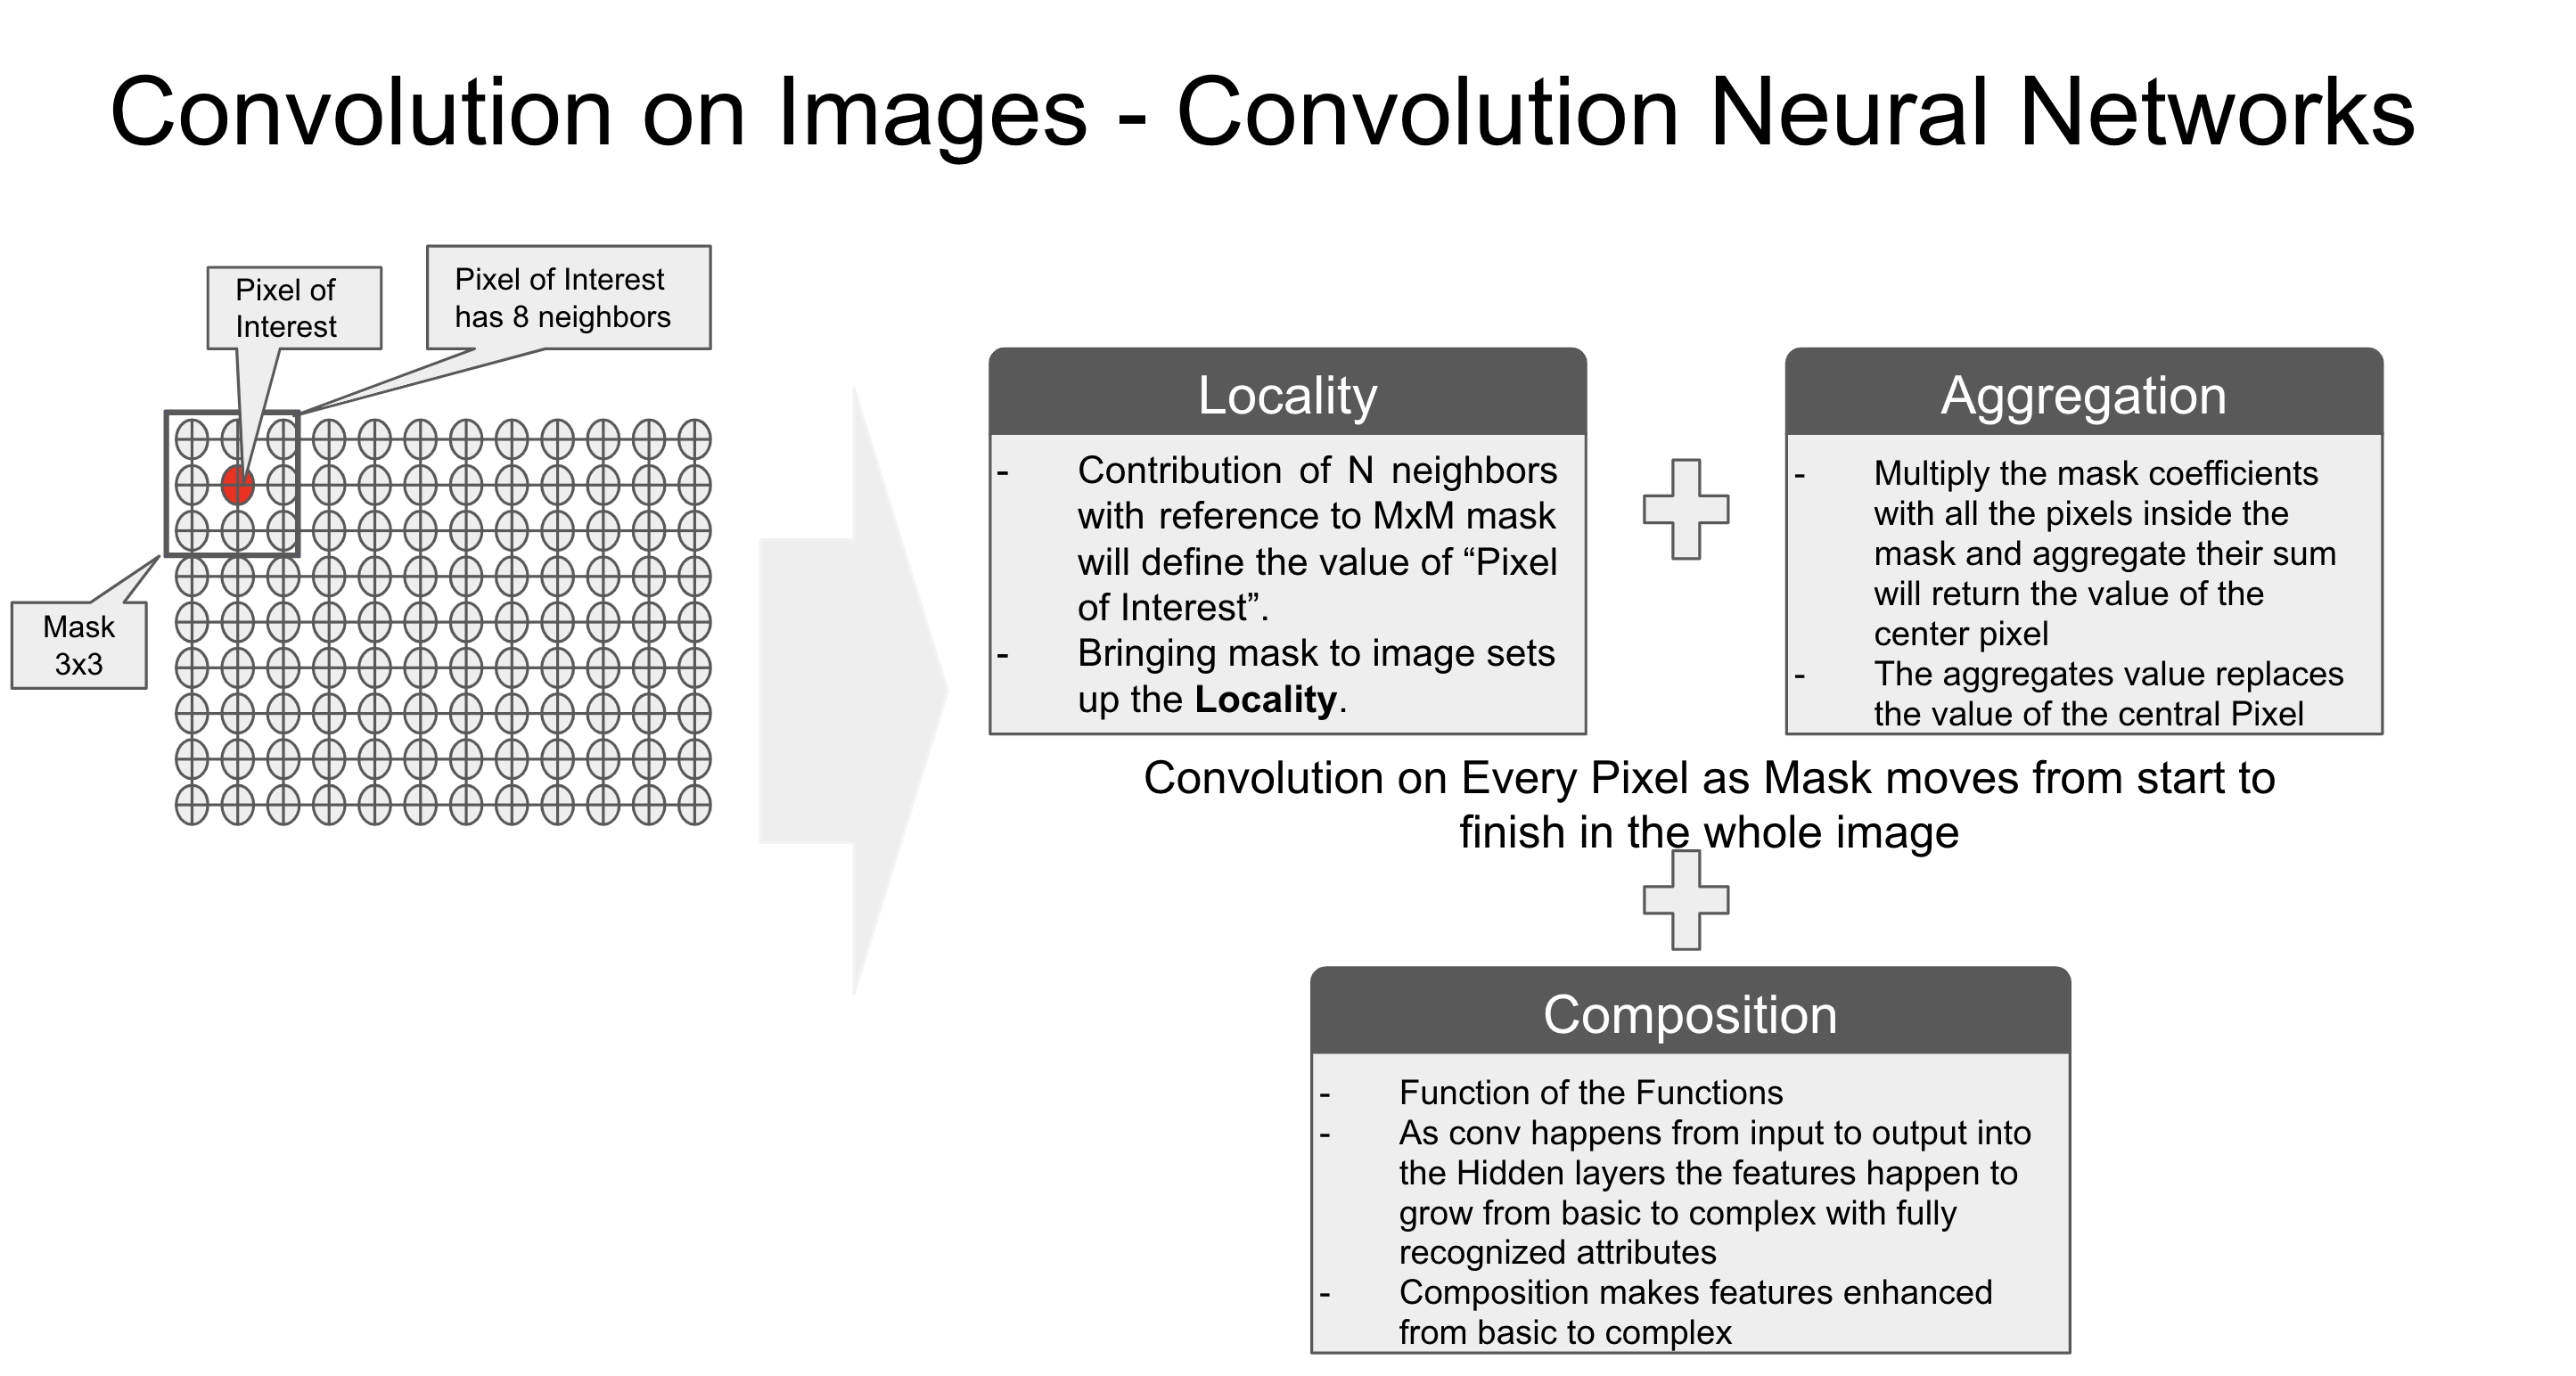 Convolution on Images - Convolution Neural Networks
Pixel of
Interest
Pixel of Interest
has 8 neighbors
Mask
3x3
Locality
- Contribution of N neighbors
with reference to MxM mask
will define the value of “Pixel
of Interest”.
- Bringing mask to image sets
up the Locality.
Aggregation
- Multiply the mask coefficients
with all the pixels inside the
mask and aggregate their sum
will return the value of the
center pixel
- The aggregates value replaces
the value of the central Pixel
Convolution on Every Pixel as Mask moves from start to
finish in the whole image
Composition
- Function of the Functions
- As conv happens from input to output into
the Hidden layers the features happen to
grow from basic to complex with fully
recognized attributes
- Composition makes features enhanced
from basic to complex